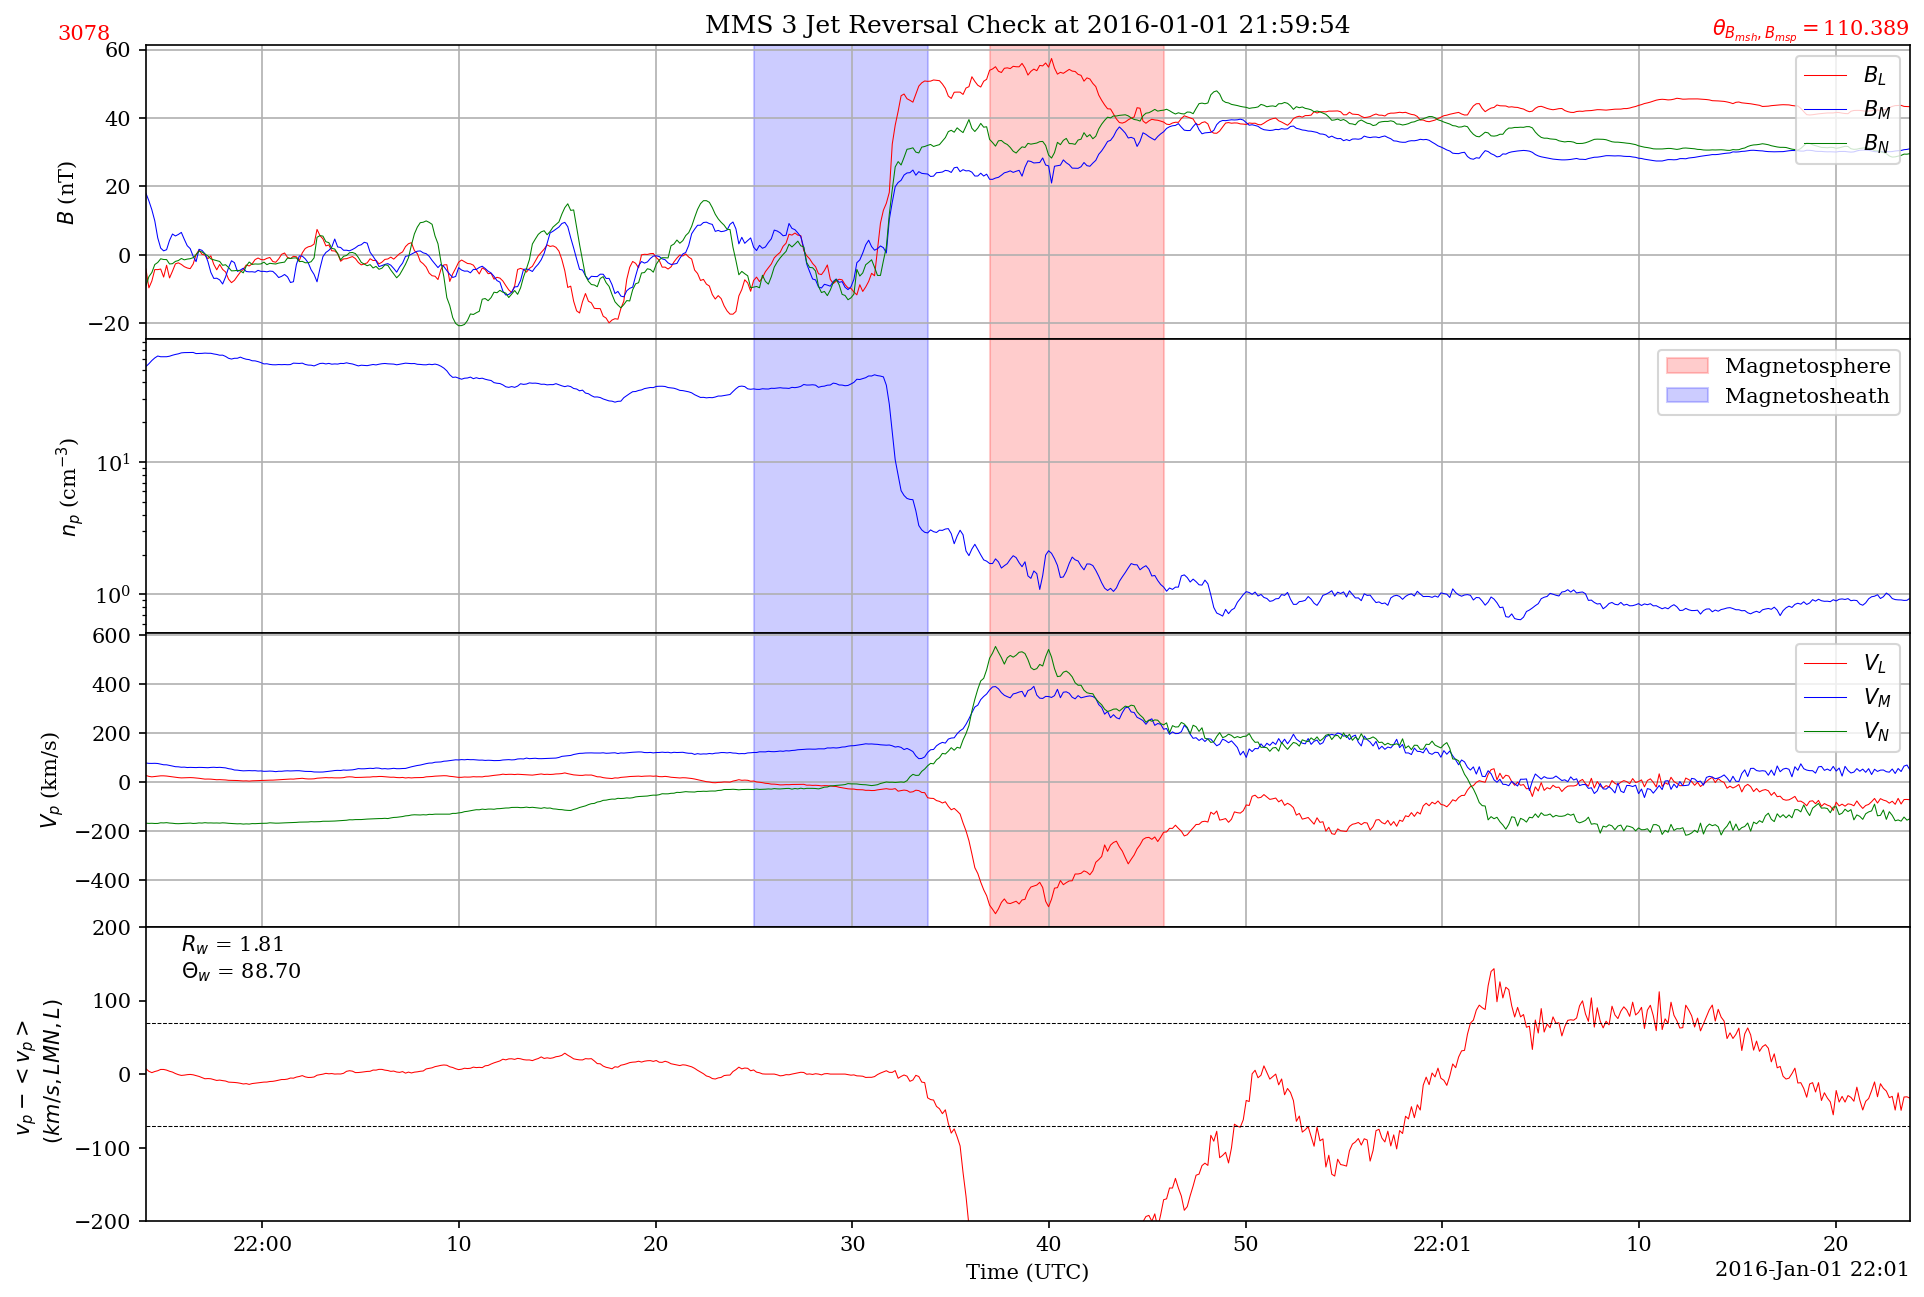 MMS 3 Jet Reversal Check at 2016-01-01 21:59:54
3078
θ_{B_{msh}, B_{msp}} = 110.389
60
40
20
0
−20
B (nT)
B_L
B_M
B_N
10^1
10^0
n_p (cm^{−3})
Magnetosphere
Magnetosheath
600
400
200
0
−200
−400
V_p (km/s)
V_L
V_M
V_N
200
100
0
−100
−200
v_p − < v_p >
(km/s, LMN, L)
R_w = 1.81
Θ_w = 88.70
22:00 10 20 30 40 50 22:01 10 20
Time (UTC)
2016-Jan-01 22:01